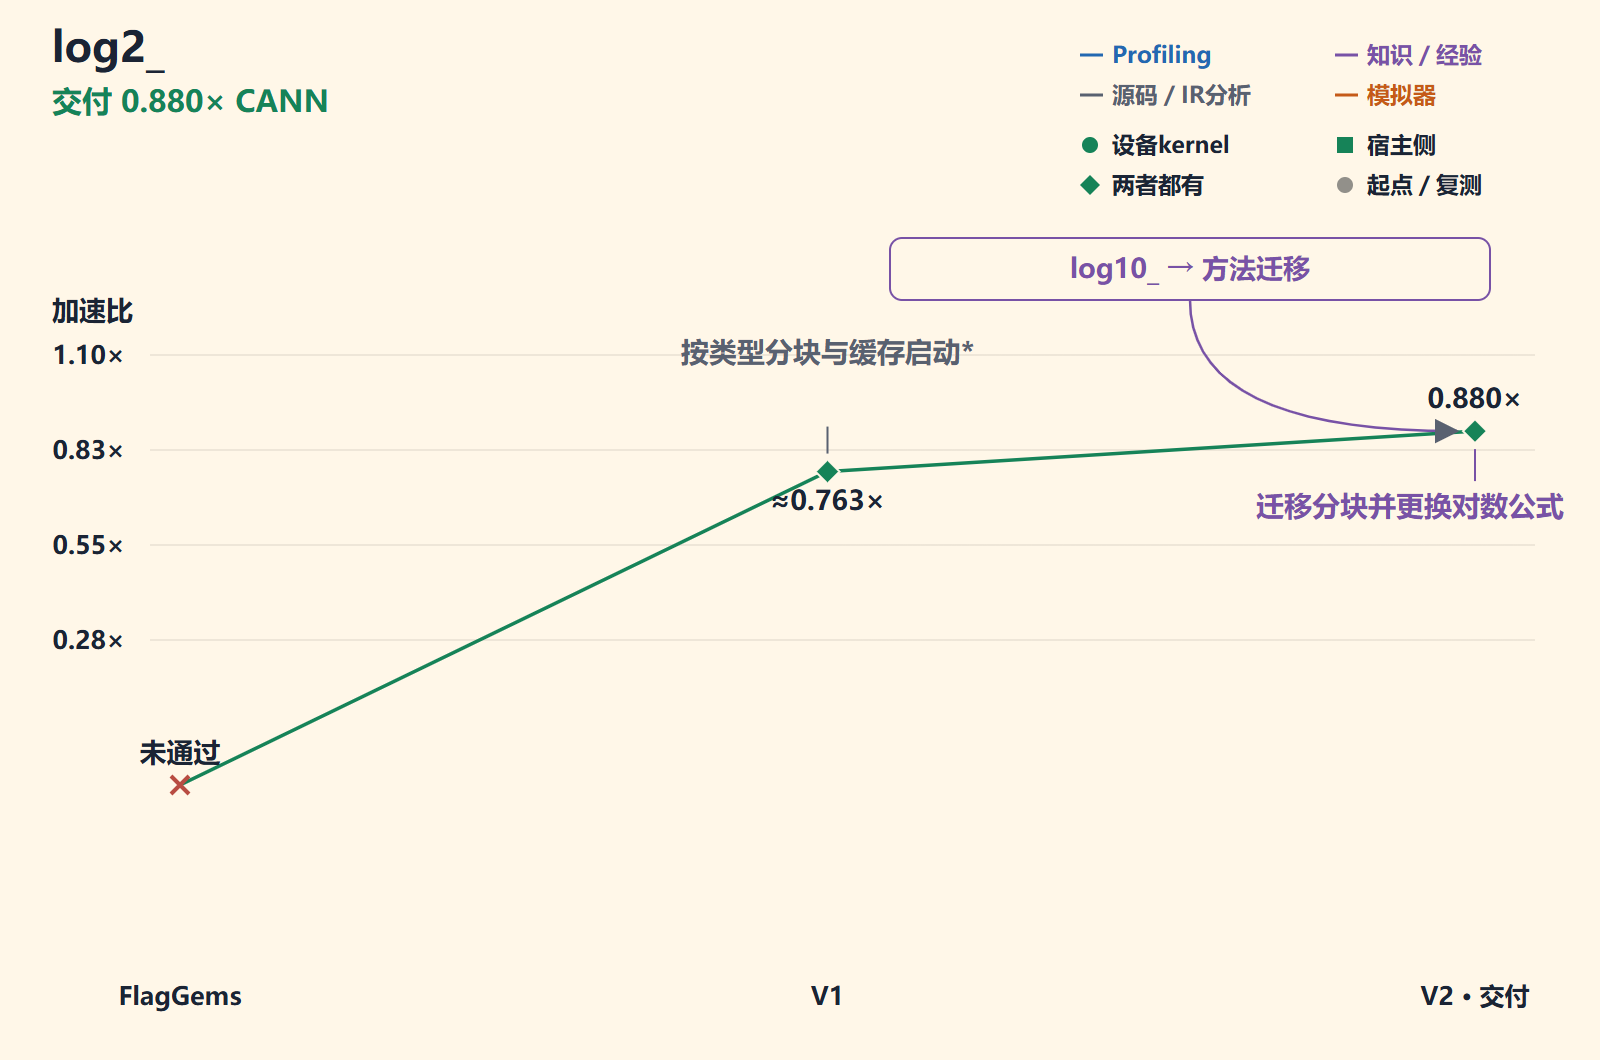 log2_
交付 0.880× CANN
Profiling
知识 / 经验
源码 / IR分析
模拟器
设备kernel
宿主侧
两者都有
起点 / 复测
log10_ → 方法迁移
加速比
1.10×
按类型分块与缓存启动*
0.880×
0.83×
≈0.763×
迁移分块并更换对数公式
0.55×
0.28×
未通过
FlagGems
V1
V2 • 交付